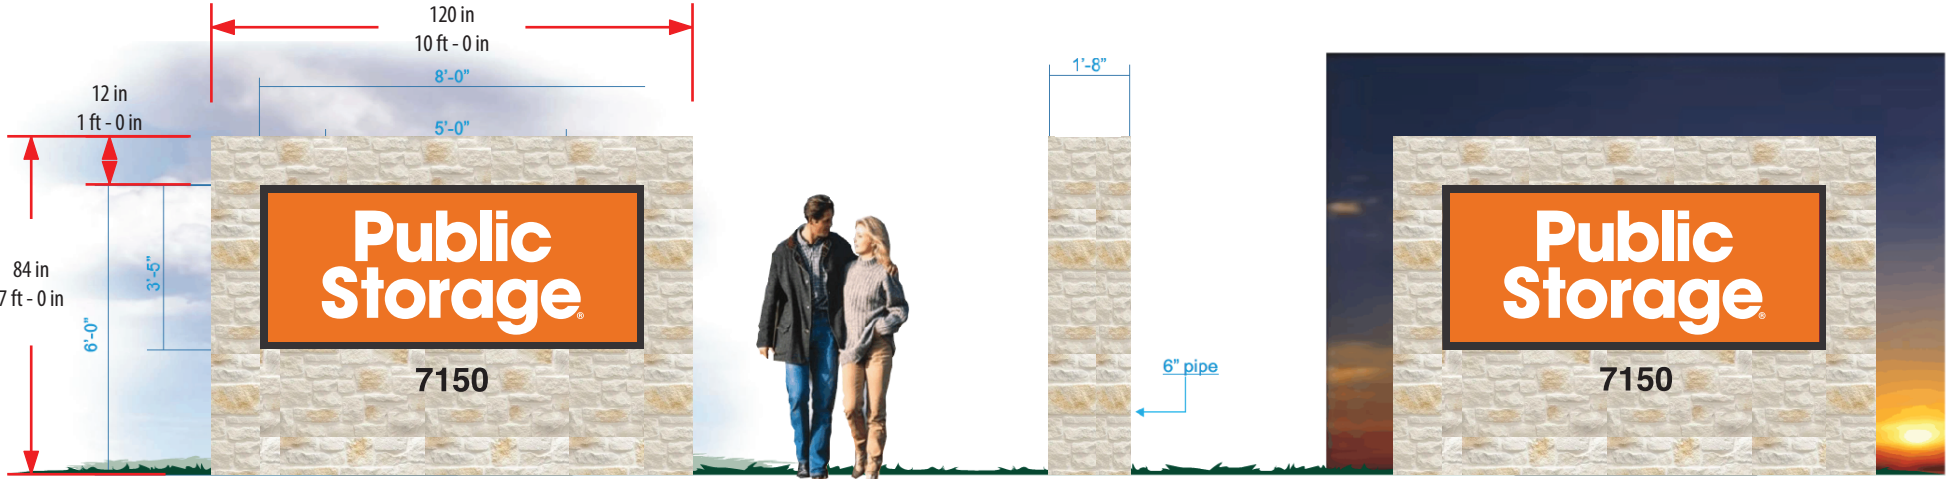 120 in
10 ft - 0 in
8'-0"
12 in
1 ft - 0 in
5'-0"
84 in
7 ft - 0 in
3'-5"
6'-0"
Public
Storage®
7150
1'-8"
6" pipe
Public
Storage®
7150